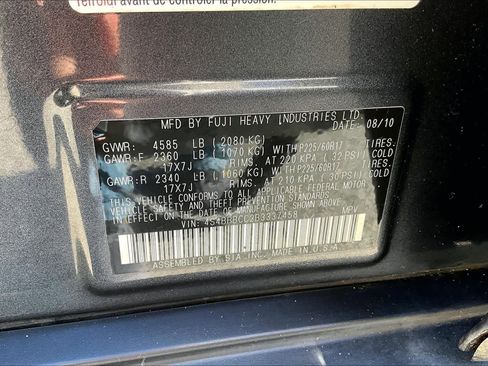 refroidi avant de contrôler la pression.
MFD BY FUJI HEAVY INDUSTRIES LTD.
DATE: 08/10
GVWR: 4585 LB (2080 KG)
GAWR:F 2360 LB (1070 KG) WITH P225/60R17 TIRES.
17X7J RIMS. AT 220 KPA (32 PSI) COLD
GAWR:R 2340 LB (1060 KG) WITH P225/60R17 TIRES.
17X7J RIMS. AT 210 KPA (30 PSI) COLD
THIS VEHICLE CONFORMS TO ALL APPLICABLE FEDERAL
MOTOR VEHICLE SAFETY STANDARDS IN EFFECT ON
THE DATE OF MANUFACTURE SHOWN ABOVE.
VIN: MPV
ASSEMBLED BY SIA INC. MADE IN U.S.A.